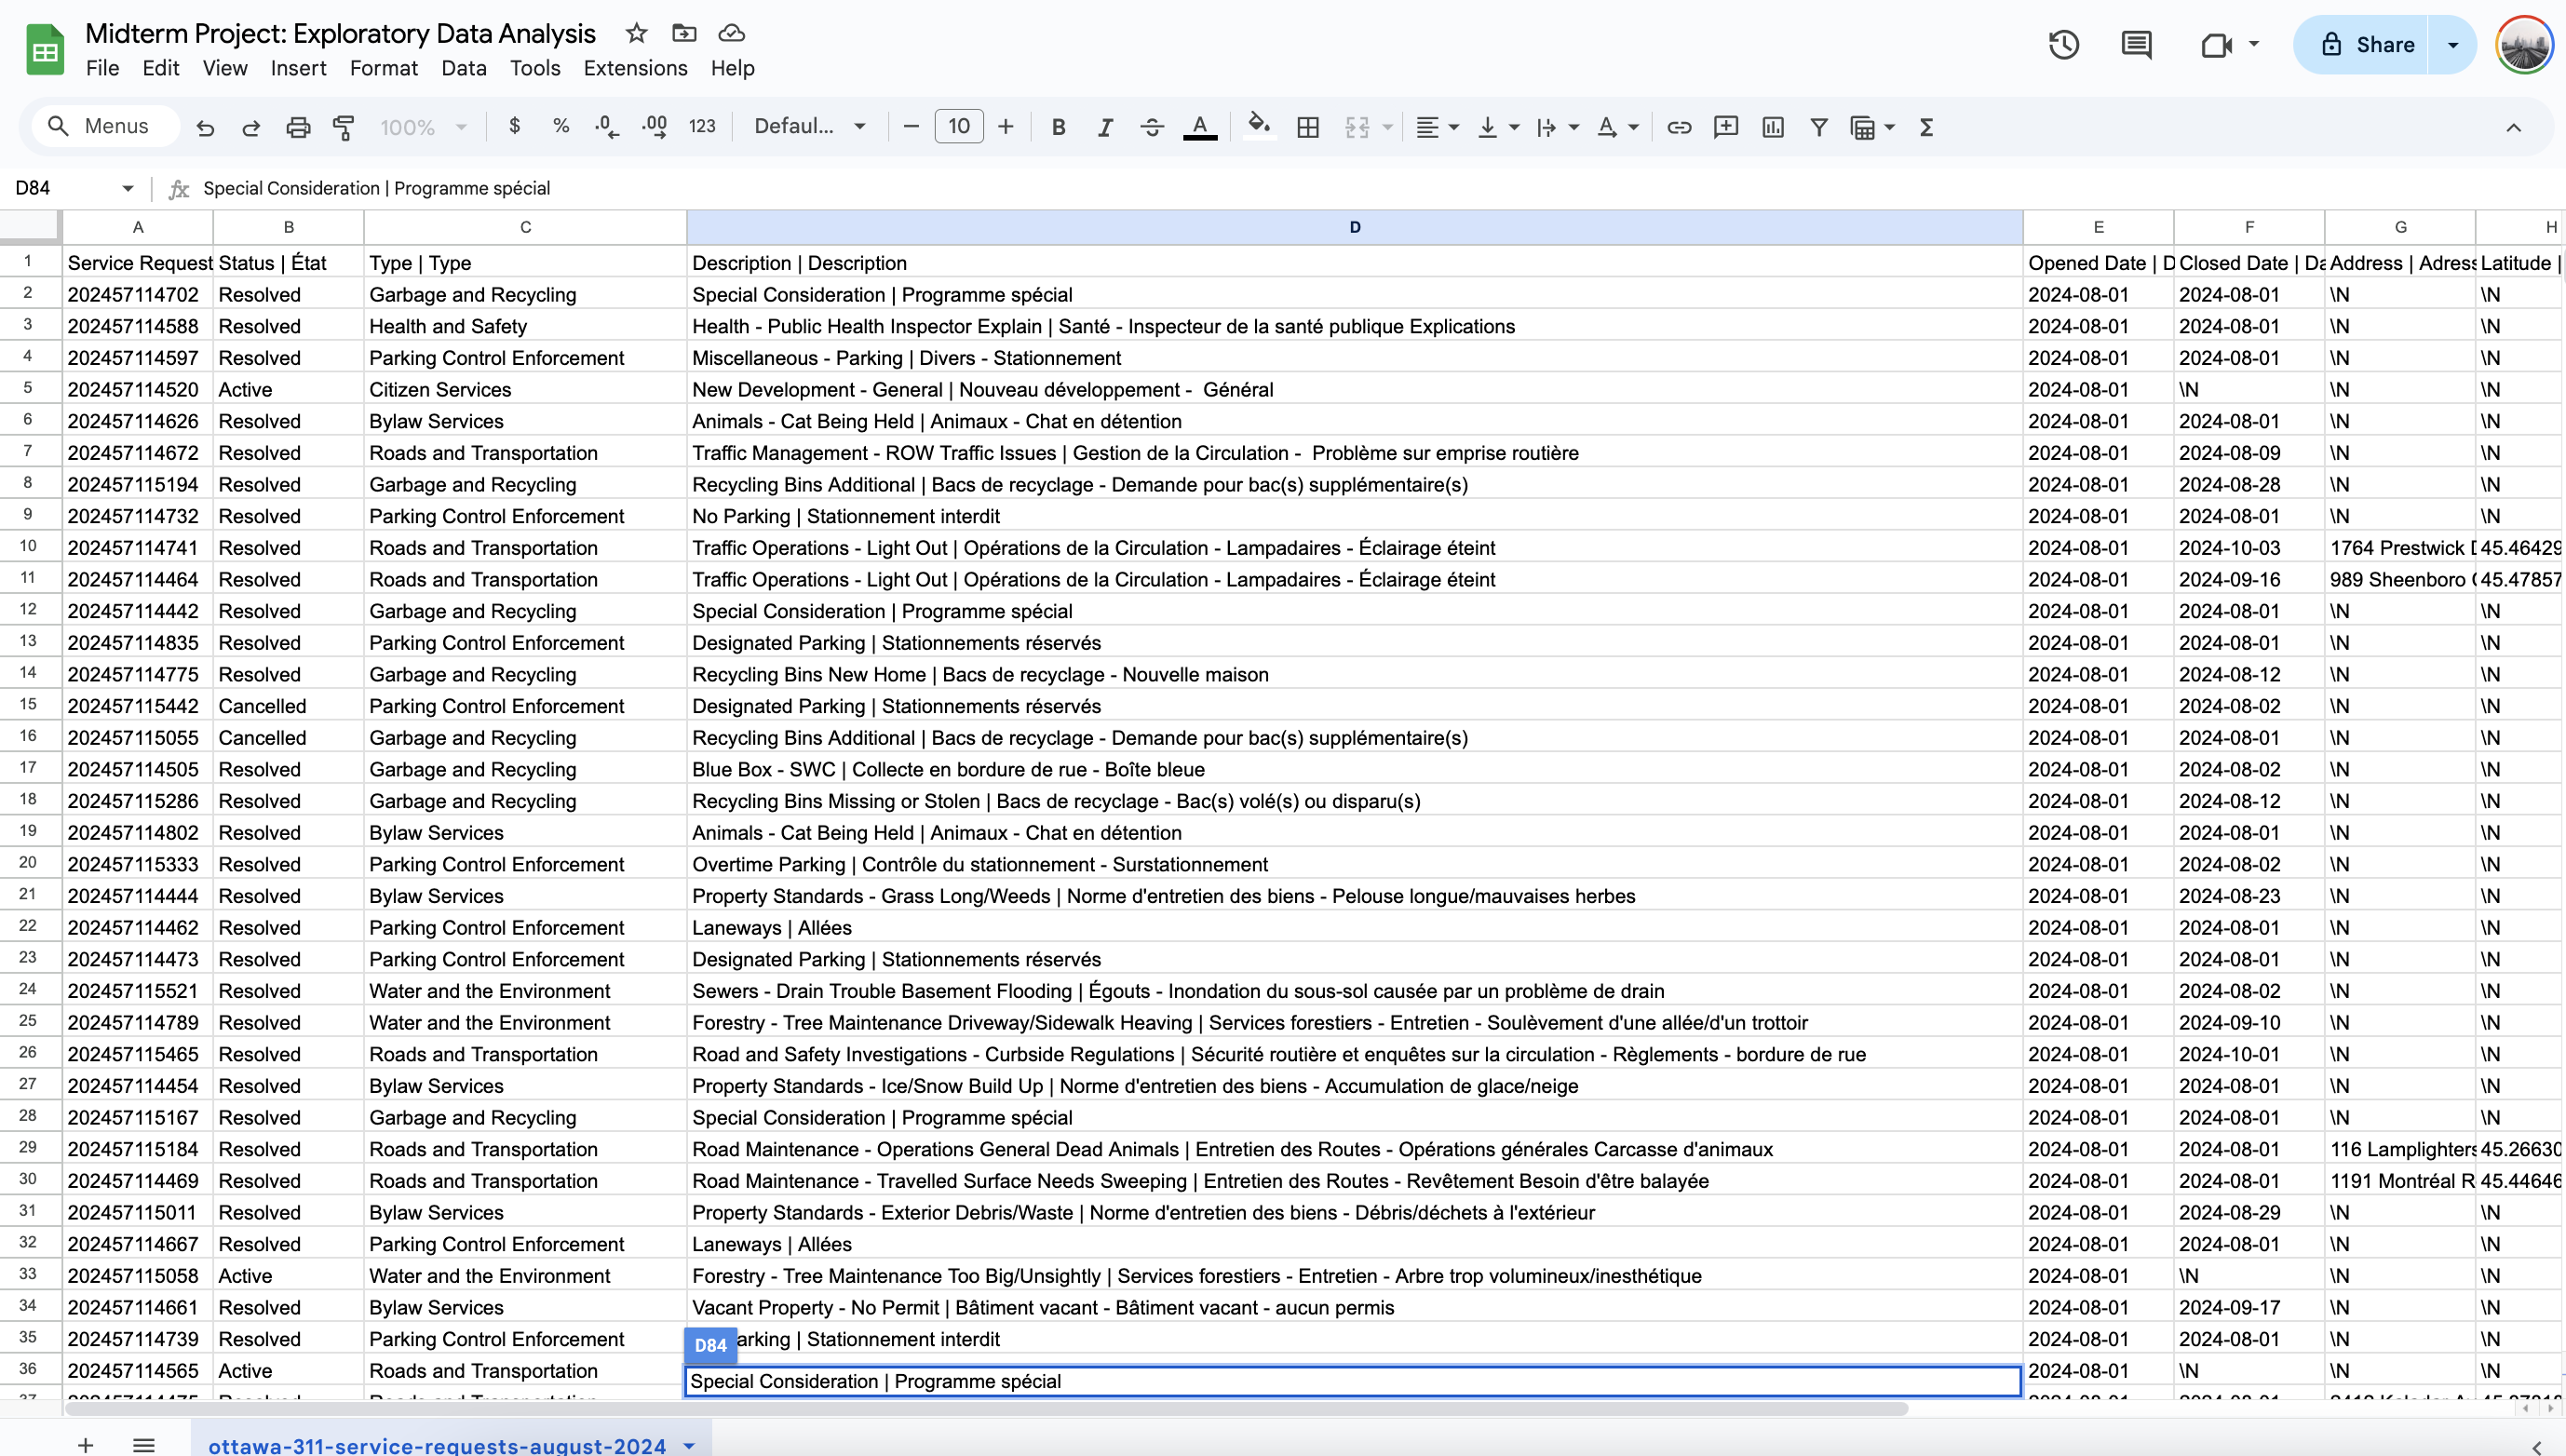 Midterm Project: Exploratory Data Analysis
File Edit View Insert Format Data Tools Extensions Help
Share
Menus 100% $ % .0 .00 123 Defaul... 10 B I A Σ
D84 fx Special Consideration | Programme spécial
A B C D E F G H
1 Service Request Status | État Type | Type Description | Description Opened Date | D Closed Date | Da Address | Adress Latitude |
2 202457114702 Resolved Garbage and Recycling Special Consideration | Programme spécial 2024-08-01 2024-08-01 \N \N
3 202457114588 Resolved Health and Safety Health - Public Health Inspector Explain | Santé - Inspecteur de la santé publique Explications 2024-08-01 2024-08-01 \N \N
4 202457114597 Resolved Parking Control Enforcement Miscellaneous - Parking | Divers - Stationnement 2024-08-01 2024-08-01 \N \N
5 202457114520 Active Citizen Services New Development - General | Nouveau développement -  Général 2024-08-01 \N \N \N
6 202457114626 Resolved Bylaw Services Animals - Cat Being Held | Animaux - Chat en détention 2024-08-01 2024-08-01 \N \N
7 202457114672 Resolved Roads and Transportation Traffic Management - ROW Traffic Issues | Gestion de la Circulation -  Problème sur emprise routière 2024-08-01 2024-08-09 \N \N
8 202457115194 Resolved Garbage and Recycling Recycling Bins Additional | Bacs de recyclage - Demande pour bac(s) supplémentaire(s) 2024-08-01 2024-08-28 \N \N
9 202457114732 Resolved Parking Control Enforcement No Parking | Stationnement interdit 2024-08-01 2024-08-01 \N \N
10 202457114741 Resolved Roads and Transportation Traffic Operations - Light Out | Opérations de la Circulation - Lampadaires - Éclairage éteint 2024-08-01 2024-10-03 1764 Prestwick 45.46429
11 202457114464 Resolved Roads and Transportation Traffic Operations - Light Out | Opérations de la Circulation - Lampadaires - Éclairage éteint 2024-08-01 2024-09-16 989 Sheenboro 45.47857
12 202457114442 Resolved Garbage and Recycling Special Consideration | Programme spécial 2024-08-01 2024-08-01 \N \N
13 202457114835 Resolved Parking Control Enforcement Designated Parking | Stationnements réservés 2024-08-01 2024-08-01 \N \N
14 202457114775 Resolved Garbage and Recycling Recycling Bins New Home | Bacs de recyclage - Nouvelle maison 2024-08-01 2024-08-12 \N \N
15 202457115442 Cancelled Parking Control Enforcement Designated Parking | Stationnements réservés 2024-08-01 2024-08-02 \N \N
16 202457115055 Cancelled Garbage and Recycling Recycling Bins Additional | Bacs de recyclage - Demande pour bac(s) supplémentaire(s) 2024-08-01 2024-08-01 \N \N
17 202457114505 Resolved Garbage and Recycling Blue Box - SWC | Collecte en bordure de rue - Boîte bleue 2024-08-01 2024-08-02 \N \N
18 202457115286 Resolved Garbage and Recycling Recycling Bins Missing or Stolen | Bacs de recyclage - Bac(s) volé(s) ou disparu(s) 2024-08-01 2024-08-12 \N \N
19 202457114802 Resolved Bylaw Services Animals - Cat Being Held | Animaux - Chat en détention 2024-08-01 2024-08-01 \N \N
20 202457115333 Resolved Parking Control Enforcement Overtime Parking | Contrôle du stationnement - Surstationnement 2024-08-01 2024-08-02 \N \N
21 202457114444 Resolved Bylaw Services Property Standards - Grass Long/Weeds | Norme d'entretien des biens - Pelouse longue/mauvaises herbes 2024-08-01 2024-08-23 \N \N
22 202457114462 Resolved Parking Control Enforcement Laneways | Allées 2024-08-01 2024-08-01 \N \N
23 202457114473 Resolved Parking Control Enforcement Designated Parking | Stationnements réservés 2024-08-01 2024-08-01 \N \N
24 202457115521 Resolved Water and the Environment Sewers - Drain Trouble Basement Flooding | Égouts - Inondation du sous-sol causée par un problème de drain 2024-08-01 2024-08-02 \N \N
25 202457114789 Resolved Water and the Environment Forestry - Tree Maintenance Driveway/Sidewalk Heaving | Services forestiers - Entretien - Soulèvement d'une allée/d'un trottoir 2024-08-01 2024-09-10 \N \N
26 202457115465 Resolved Roads and Transportation Road and Safety Investigations - Curbside Regulations | Sécurité routière et enquêtes sur la circulation - Règlements - bordure de rue 2024-08-01 2024-10-01 \N \N
27 202457114454 Resolved Bylaw Services Property Standards - Ice/Snow Build Up | Norme d'entretien des biens - Accumulation de glace/neige 2024-08-01 2024-08-01 \N \N
28 202457115167 Resolved Garbage and Recycling Special Consideration | Programme spécial 2024-08-01 2024-08-01 \N \N
29 202457115184 Resolved Roads and Transportation Road Maintenance - Operations General Dead Animals | Entretien des Routes - Opérations générales Carcasse d'animaux 2024-08-01 2024-08-01 116 Lamplighters 45.26630
30 202457114469 Resolved Roads and Transportation Road Maintenance - Travelled Surface Needs Sweeping | Entretien des Routes - Revêtement Besoin d'être balayée 2024-08-01 2024-08-01 1191 Montréal R 45.44646
31 202457115011 Resolved Bylaw Services Property Standards - Exterior Debris/Waste | Norme d'entretien des biens - Débris/déchets à l'extérieur 2024-08-01 2024-08-29 \N \N
32 202457114667 Resolved Parking Control Enforcement Laneways | Allées 2024-08-01 2024-08-01 \N \N
33 202457115058 Active Water and the Environment Forestry - Tree Maintenance Too Big/Unsightly | Services forestiers - Entretien - Arbre trop volumineux/inesthétique 2024-08-01 \N \N \N
34 202457114661 Resolved Bylaw Services Vacant Property - No Permit | Bâtiment vacant - Bâtiment vacant - aucun permis 2024-08-01 2024-09-17 \N \N
35 202457114739 Resolved Parking Control Enforcement D84 arking | Stationnement interdit 2024-08-01 2024-08-01 \N \N
36 202457114565 Active Roads and Transportation Special Consideration | Programme spécial 2024-08-01 \N \N \N
ottawa-311-service-requests-august-2024